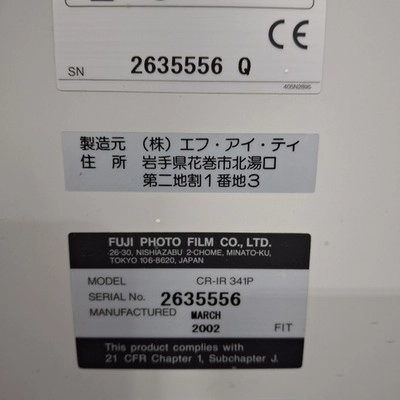 SN 2635556 Q
405N2895
製造元 （株）エフ・アイ・ティ
住 所 岩手県花巻市北湯口
第二地割1番地3
FUJI PHOTO FILM CO., LTD.
26-30, NISHIAZABU 2-CHOME, MINATO-KU,
TOKYO 106-8620, JAPAN
MODEL CR-IR 341P
SERIAL No. 2635556
MANUFACTURED MARCH
2002 FIT
This product complies with
21 CFR Chapter 1, Subchapter J.